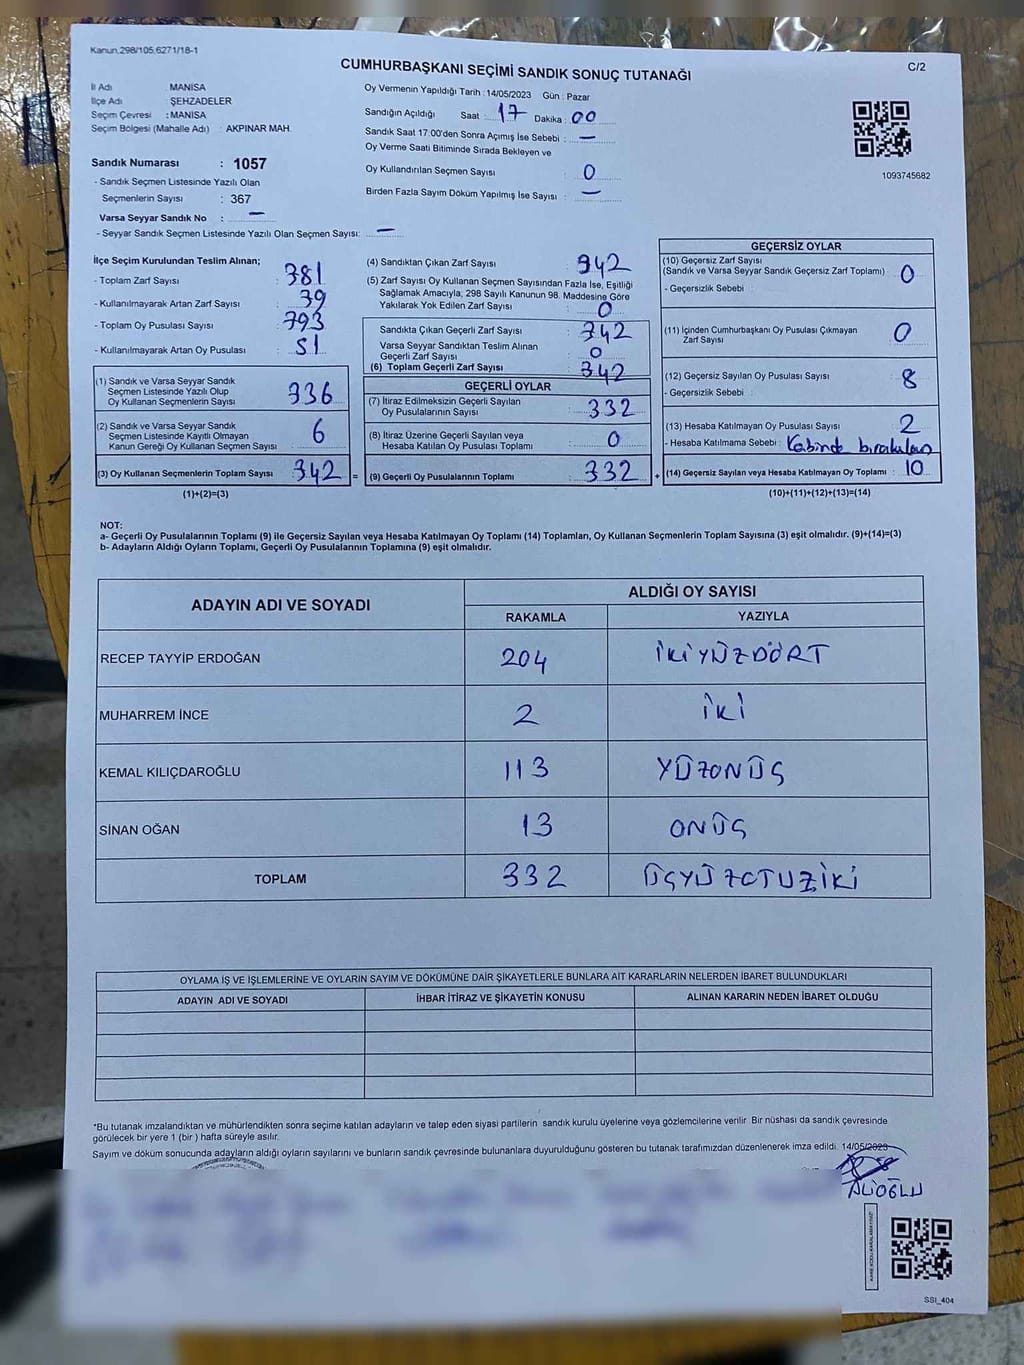 Kanun,298/105,6271/18-1
CUMHURBAŞKANI SEÇİMİ SANDIK SONUÇ TUTANAĞI
C/2
İl Adı MANİSA
İlçe Adı ŞEHZADELER
Seçim Çevresi : MANİSA
Seçim Bölgesi (Mahalle Adı) : AKPINAR MAH.
Sandık Numarası : 1057
- Sandık Seçmen Listesinde Yazılı Olan
Seçmenlerin Sayısı : 367
Varsa Seyyar Sandık No : —
- Seyyar Sandık Seçmen Listesinde Yazılı Olan Seçmen Sayısı: —
Oy Vermenin Yapıldığı Tarih : 14/05/2023 Gün : Pazar
Sandığın Açıldığı Saat : 17 Dakika : 00
Sandık Saat 17:00'den Sonra Açımış İse Sebebi : —
Oy Verme Saati Bitiminde Sırada Bekleyen ve
Oy Kullandırılan Seçmen Sayısı 0
Birden Fazla Sayım Döküm Yapılmış İse Sayısı : —
1093745682
İlçe Seçim Kurulundan Teslim Alınan;
- Toplam Zarf Sayısı : 381
- Kullanılmayarak Artan Zarf Sayısı : 39
- Toplam Oy Pusulası Sayısı : 793
- Kullanılmayarak Artan Oy Pusulası : 51
(1) Sandık ve Varsa Seyyar Sandık
Seçmen Listesinde Yazılı Olup
Oy Kullanan Seçmenlerin Sayısı 336
(2) Sandık ve Varsa Seyyar Sandık
Seçmen Listesinde Kayıtlı Olmayan
Kanun Gereği Oy Kullanan Seçmen Sayısı 6
(3) Oy Kullanan Seçmenlerin Toplam Sayısı 342 =
(1)+(2)=(3)
(4) Sandıktan Çıkan Zarf Sayısı : 342
(5) Zarf Sayısı Oy Kullanan Seçmen Sayısından Fazla İse, Eşitliği
Sağlamak Amacıyla; 298 Sayılı Kanunun 98. Maddesine Göre
Yakılarak Yok Edilen Zarf Sayısı : 0
Sandıkta Çıkan Geçerli Zarf Sayısı : 342
Varsa Seyyar Sandıktan Teslim Alınan
Geçerli Zarf Sayısı : 0
(6) Toplam Geçerli Zarf Sayısı : 342
GEÇERLİ OYLAR
(7) İtiraz Edilmeksizin Geçerli Sayılan
Oy Pusulalarının Sayısı : 332
(8) İtiraz Üzerine Geçerli Sayılan veya
Hesaba Katılan Oy Pusulası Toplamı : 0
(9) Geçerli Oy Pusulalarının Toplamı : 332 +
GEÇERSİZ OYLAR
(10) Geçersiz Zarf Sayısı
(Sandık ve Varsa Seyyar Sandık Geçersiz Zarf Toplamı) : 0
- Geçersizlik Sebebi :
(11) İçinden Cumhurbaşkanı Oy Pusulası Çıkmayan
Zarf Sayısı : 0
(12) Geçersiz Sayılan Oy Pusulası Sayısı : 8
- Geçersizlik Sebebi :
(13) Hesaba Katılmayan Oy Pusulası Sayısı : 2
- Hesaba Katılmama Sebebi : Kabinde bırakılan
(14) Geçersiz Sayılan veya Hesaba Katılmayan Oy Toplamı : 10
(10)+(11)+(12)+(13)=(14)
NOT:
a- Geçerli Oy Pusulalarının Toplamı (9) ile Geçersiz Sayılan veya Hesaba Katılmayan Oy Toplamı (14) Toplamları, Oy Kullanan Seçmenlerin Toplam Sayısına (3) eşit olmalıdır. (9)+(14)=(3)
b- Adayların Aldığı Oyların Toplamı, Geçerli Oy Pusulalarının Toplamına (9) eşit olmalıdır.
ADAYIN ADI VE SOYADI ALDIĞI OY SAYISI
RAKAMLA YAZIYLA
RECEP TAYYİP ERDOĞAN 204 İKİYÜZDÖRT
MUHARREM İNCE 2 İKİ
KEMAL KILIÇDAROĞLU 113 YÜZONÜÇ
SİNAN OĞAN 13 ONÜÇ
TOPLAM 332 ÜÇYÜZOTUZİKİ
OYLAMA İŞ VE İŞLEMLERİNE VE OYLARIN SAYIM VE DÖKÜMÜNE DAİR ŞİKAYETLERLE BUNLARA AİT KARARLARIN NELERDEN İBARET BULUNDUKLARI
ADAYIN ADI VE SOYADI İHBAR İTİRAZ VE ŞİKAYETİN KONUSU ALINAN KARARIN NEDEN İBARET OLDUĞU
*Bu tutanak imzalandıktan ve mühürlendikten sonra seçime katılan adayların ve talep eden siyasi partilerin sandık kurulu üyelerine veya gözlemcilerine verilir. Bir nüshası da sandık çevresinde
görülecek bir yere 1 (bir ) hafta süreyle asılır.
Sayım ve döküm sonucunda adayların aldığı oyların sayılarını ve bunların sandık çevresinde bulunanlara duyurulduğunu gösteren bu tutanak tarafımızdan düzenlenerek imza edildi. 14/05/2023
ALİOĞLU
SSI_404